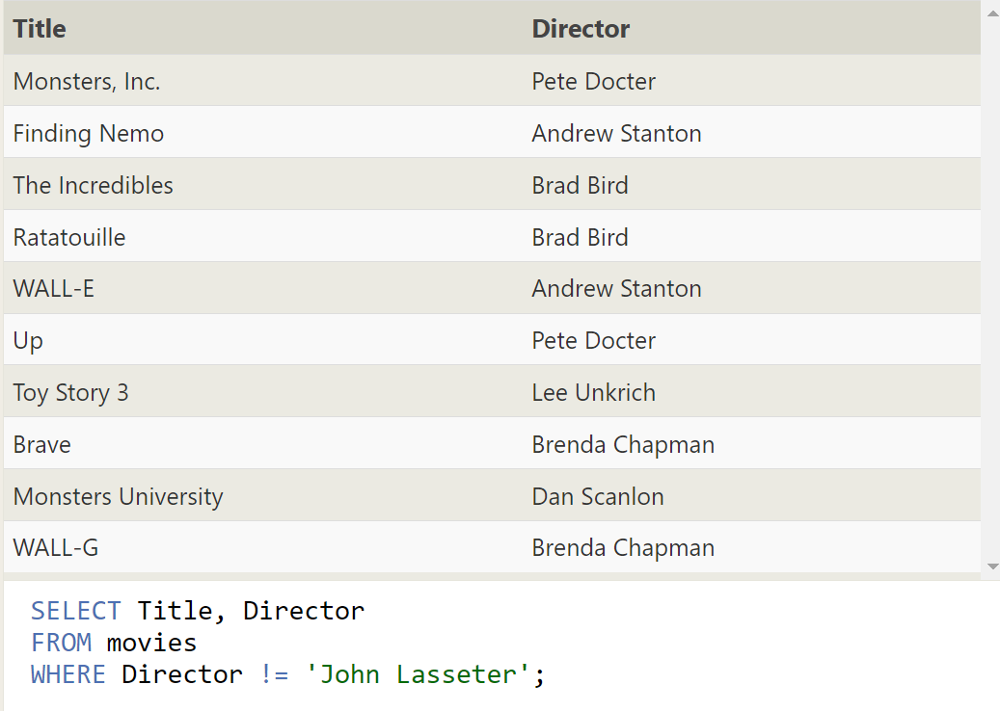 Title Director
Monsters, Inc. Pete Docter
Finding Nemo Andrew Stanton
The Incredibles Brad Bird
Ratatouille Brad Bird
WALL-E Andrew Stanton
Up Pete Docter
Toy Story 3 Lee Unkrich
Brave Brenda Chapman
Monsters University Dan Scanlon
WALL-G Brenda Chapman
SELECT Title, Director
FROM movies
WHERE Director != 'John Lasseter';